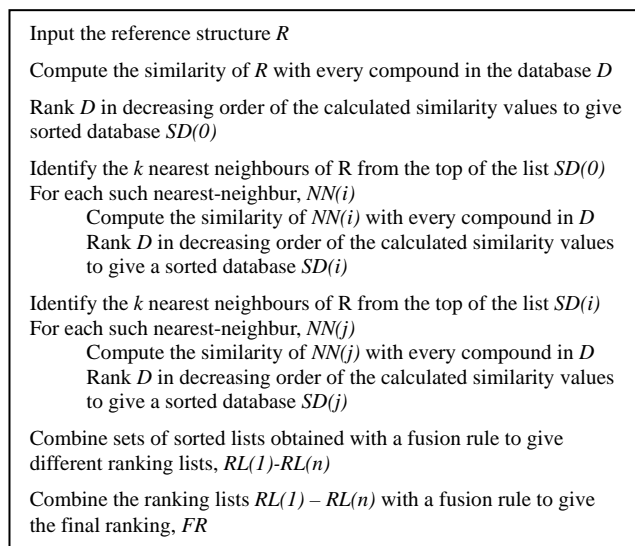 Input the reference structure R
Compute the similarity of R with every compound in the database D
Rank D in decreasing order of the calculated similarity values to give
sorted database SD(0)
Identify the k nearest neighbours of R from the top of the list SD(0)
For each such nearest-neighbur, NN(i)
Compute the similarity of NN(i) with every compound in D
Rank D in decreasing order of the calculated similarity values
to give a sorted database SD(i)
Identify the k nearest neighbours of R from the top of the list SD(i)
For each such nearest-neighbur, NN(j)
Compute the similarity of NN(j) with every compound in D
Rank D in decreasing order of the calculated similarity values
to give a sorted database SD(j)
Combine sets of sorted lists obtained with a fusion rule to give
different ranking lists, RL(1)-RL(n)
Combine the ranking lists RL(1) – RL(n) with a fusion rule to give
the final ranking, FR